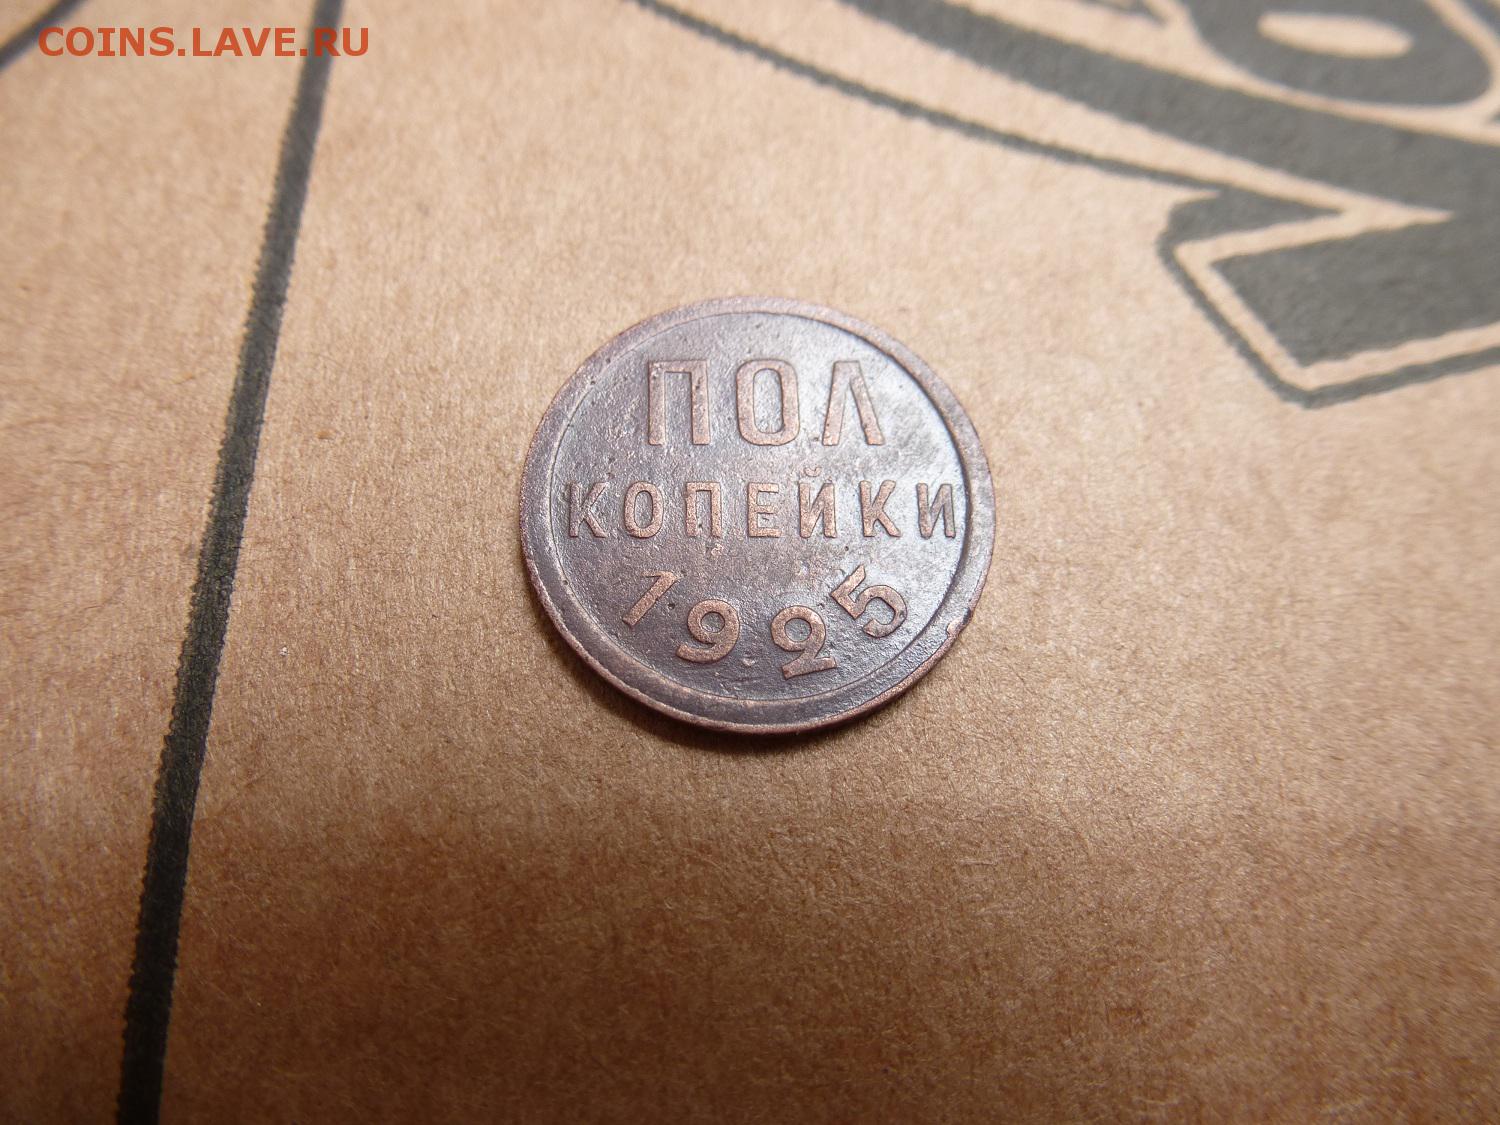 COINS.LAVE.RU
ПОЛ
КОПЕЙКИ
1925